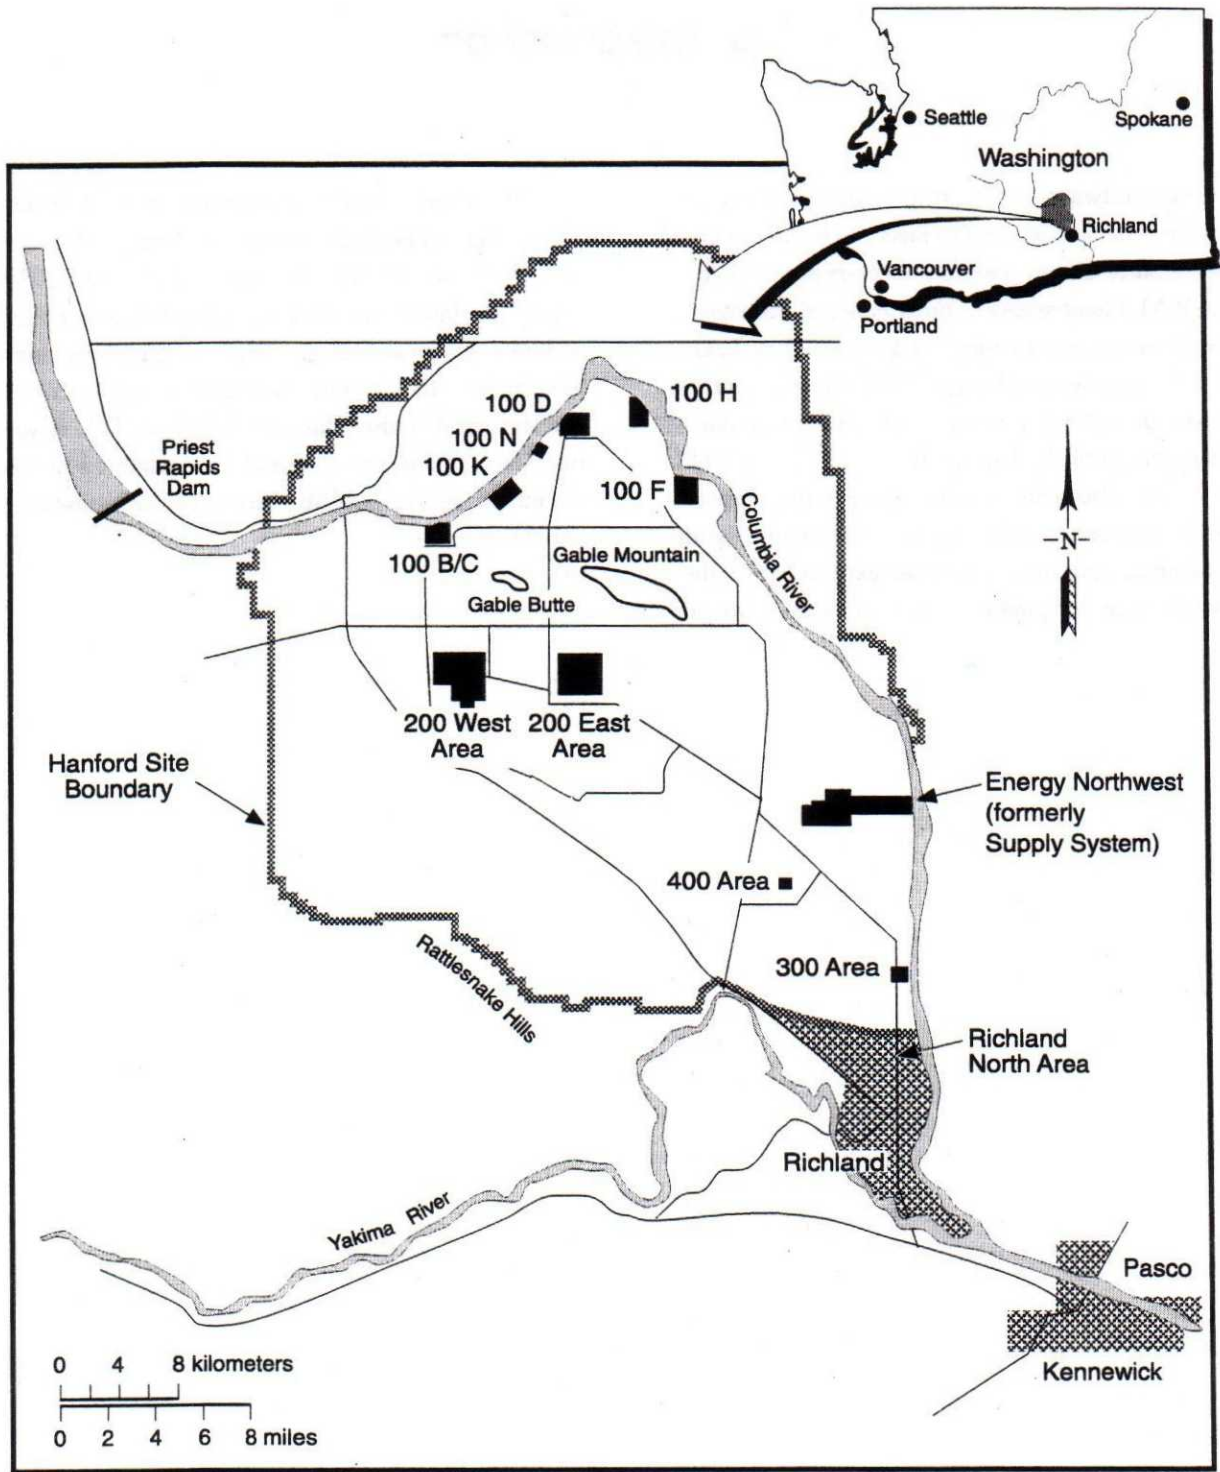 Seattle
Spokane
Washington
Richland
Vancouver
Portland
100 D
100 H
100 N
100 K
Priest
Rapids
Dam
100 F
Columbia River
-N-
100 B/C
Gable Mountain
Gable Butte
200 West
Area
200 East
Area
Hanford Site
Boundary
Energy Northwest
(formerly
Supply System)
400 Area
Rattlesnake Hills
300 Area
Richland
North Area
Richland
Yakima River
Pasco
Kennewick
0 4 8 kilometers
0 2 4 6 8 miles